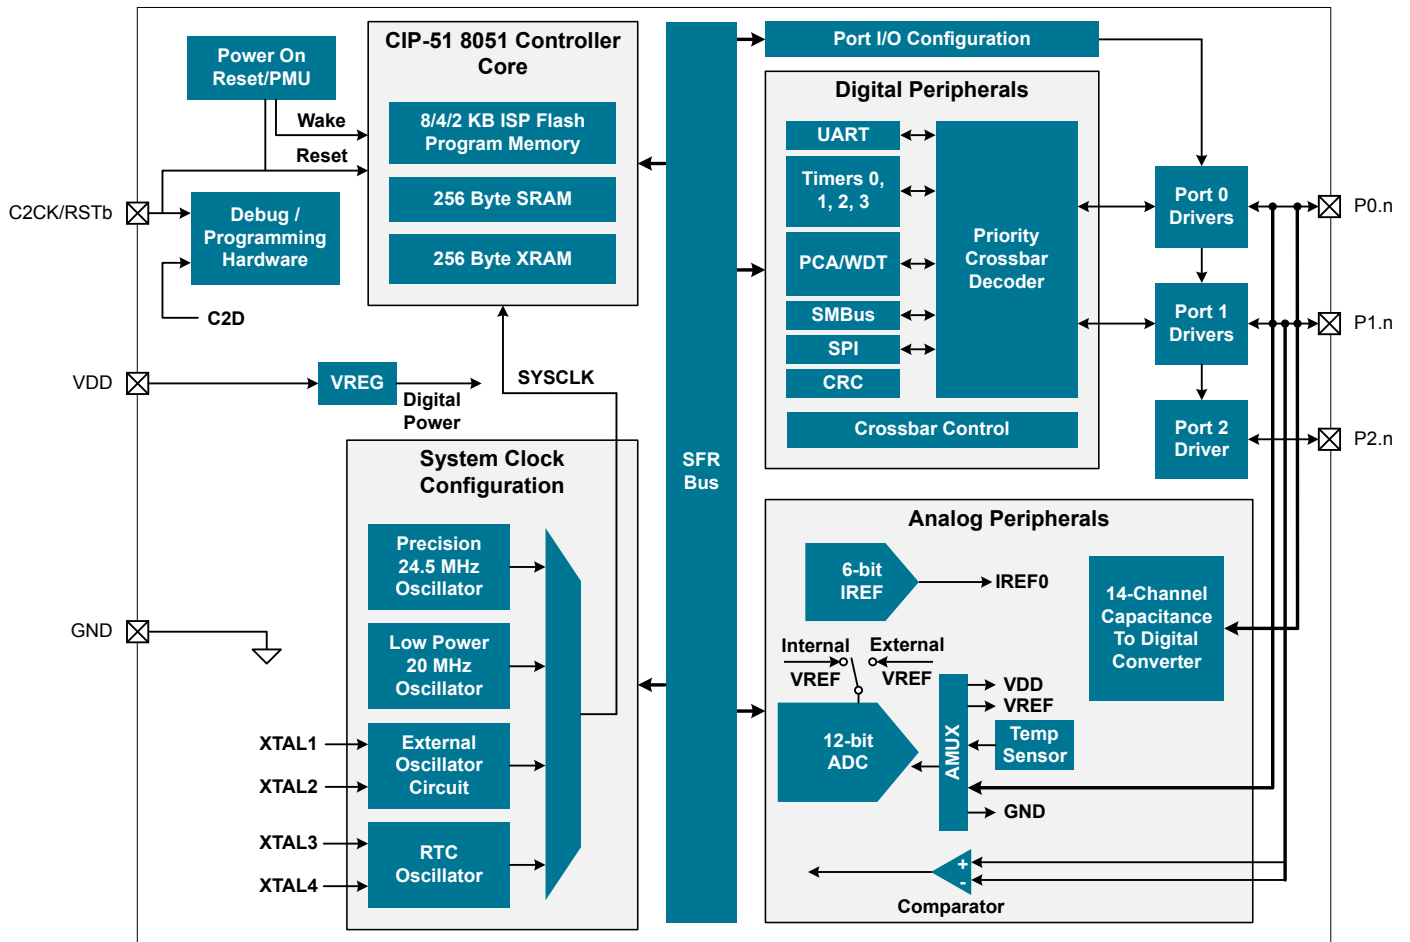 CIP-51 8051 Controller
Core
Power On
Reset/PMU
Wake
Reset
8/4/2 KB ISP Flash
Program Memory
256 Byte SRAM
256 Byte XRAM
C2CK/RSTb
Debug /
Programming
Hardware
C2D
VDD
VREG
Digital
Power
SYSCLK
GND
System Clock
Configuration
Precision
24.5 MHz
Oscillator
Low Power
20 MHz
Oscillator
External
Oscillator
Circuit
RTC
Oscillator
XTAL1
XTAL2
XTAL3
XTAL4
SFR
Bus
Port I/O Configuration
Digital Peripherals
UART
Timers 0,
1, 2, 3
PCA/WDT
SMBus
SPI
CRC
Priority
Crossbar
Decoder
Crossbar Control
Port 0
Drivers
Port 1
Drivers
Port 2
Driver
P0.n
P1.n
P2.n
Analog Peripherals
6-bit
IREF
IREF0
14-Channel
Capacitance
To Digital
Converter
Internal
VREF
External
VREF
12-bit
ADC
AMUX
VDD
VREF
Temp
Sensor
GND
+
-
Comparator